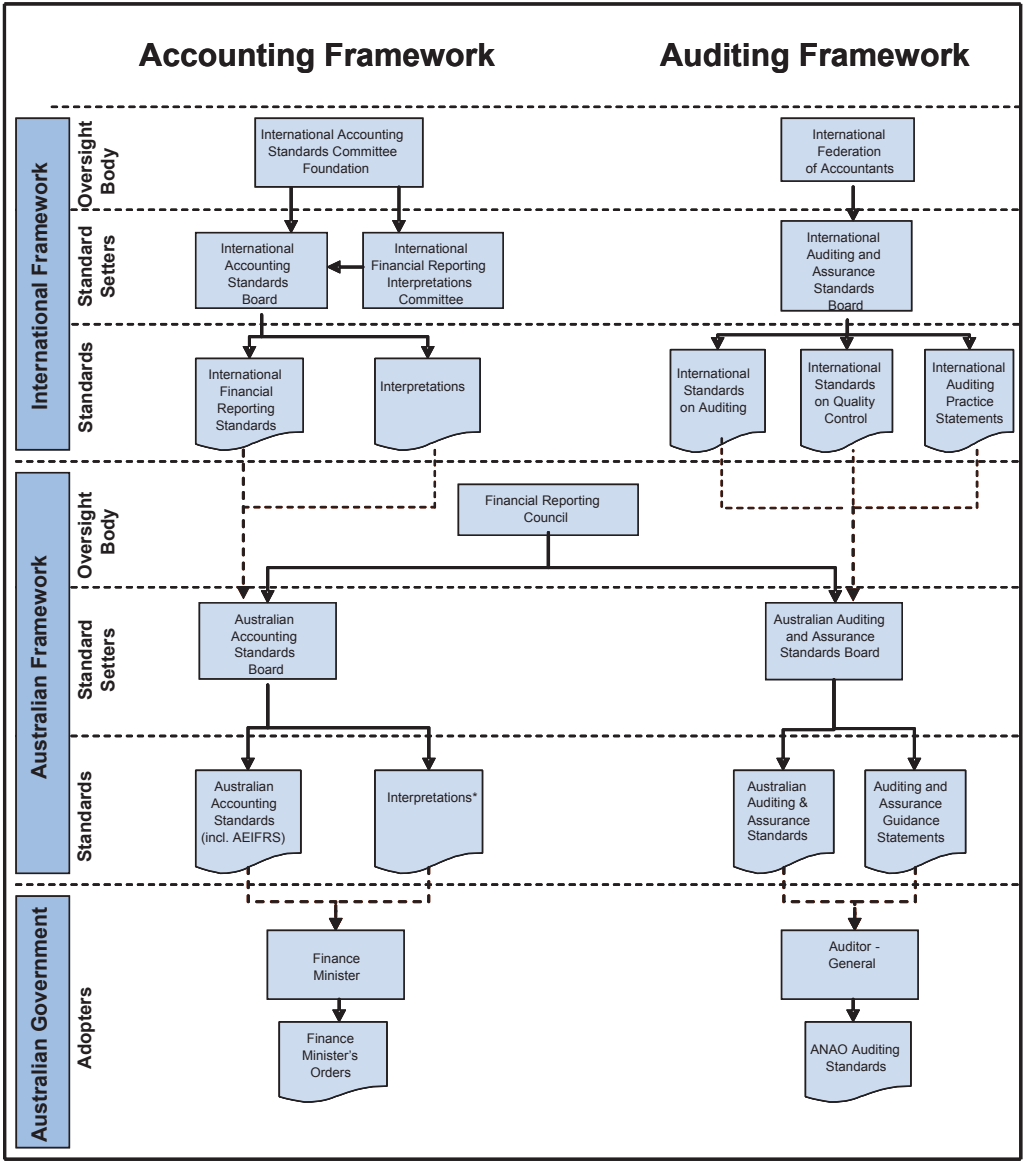 Accounting Framework
Auditing Framework
International Framework
Oversight
Body
International Accounting
Standards Committee
Foundation
International
Federation
of Accountants
Standard
Setters
International
Accounting
Standards
Board
International
Financial Reporting
Interpretations
Committee
International
Auditing and
Assurance
Standards
Board
Standards
International
Financial
Reporting
Standards
Interpretations
International
Standards
on Auditing
International
Standards
on Quality
Control
International
Auditing
Practice
Statements
Australian Framework
Oversight
Body
Financial Reporting
Council
Standard
Setters
Australian
Accounting
Standards
Board
Australian Auditing
and Assurance
Standards Board
Standards
Australian
Accounting
Standards
(incl. AEIFRS)
Interpretations*
Australian
Auditing &
Assurance
Standards
Auditing and
Assurance
Guidance
Statements
Australian Government
Adopters
Finance
Minister
Auditor -
General
Finance
Minister's
Orders
ANAO Auditing
Standards